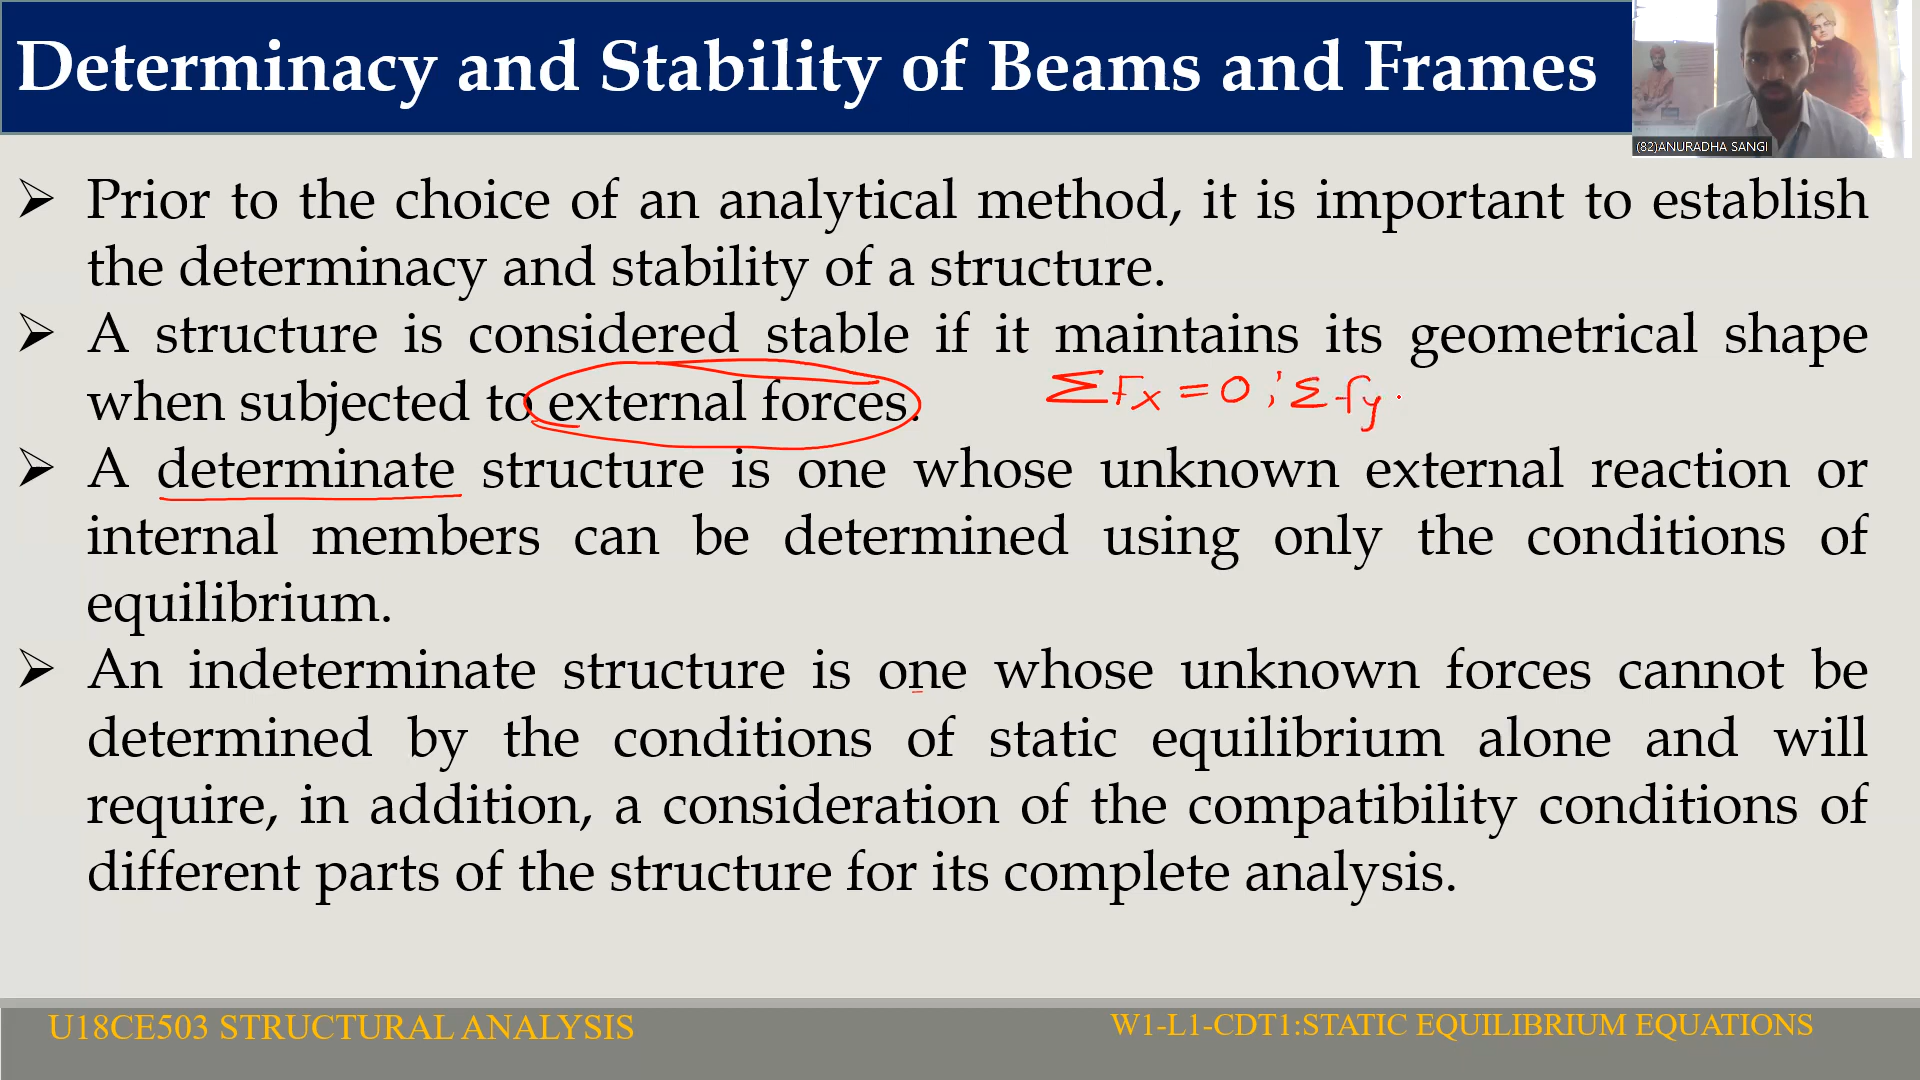 Determinacy and Stability of Beams and Frames
(82)ANURADHA SANGI
➢ Prior to the choice of an analytical method, it is important to establish
the determinacy and stability of a structure.
➢ A structure is considered stable if it maintains its geometrical shape
when subjected to external forces.
ΣFx = 0 ; Σfy
➢ A determinate structure is one whose unknown external reaction or
internal members can be determined using only the conditions of
equilibrium.
➢ An indeterminate structure is one whose unknown forces cannot be
determined by the conditions of static equilibrium alone and will
require, in addition, a consideration of the compatibility conditions of
different parts of the structure for its complete analysis.
U18CE503 STRUCTURAL ANALYSIS
W1-L1-CDT1:STATIC EQUILIBRIUM EQUATIONS